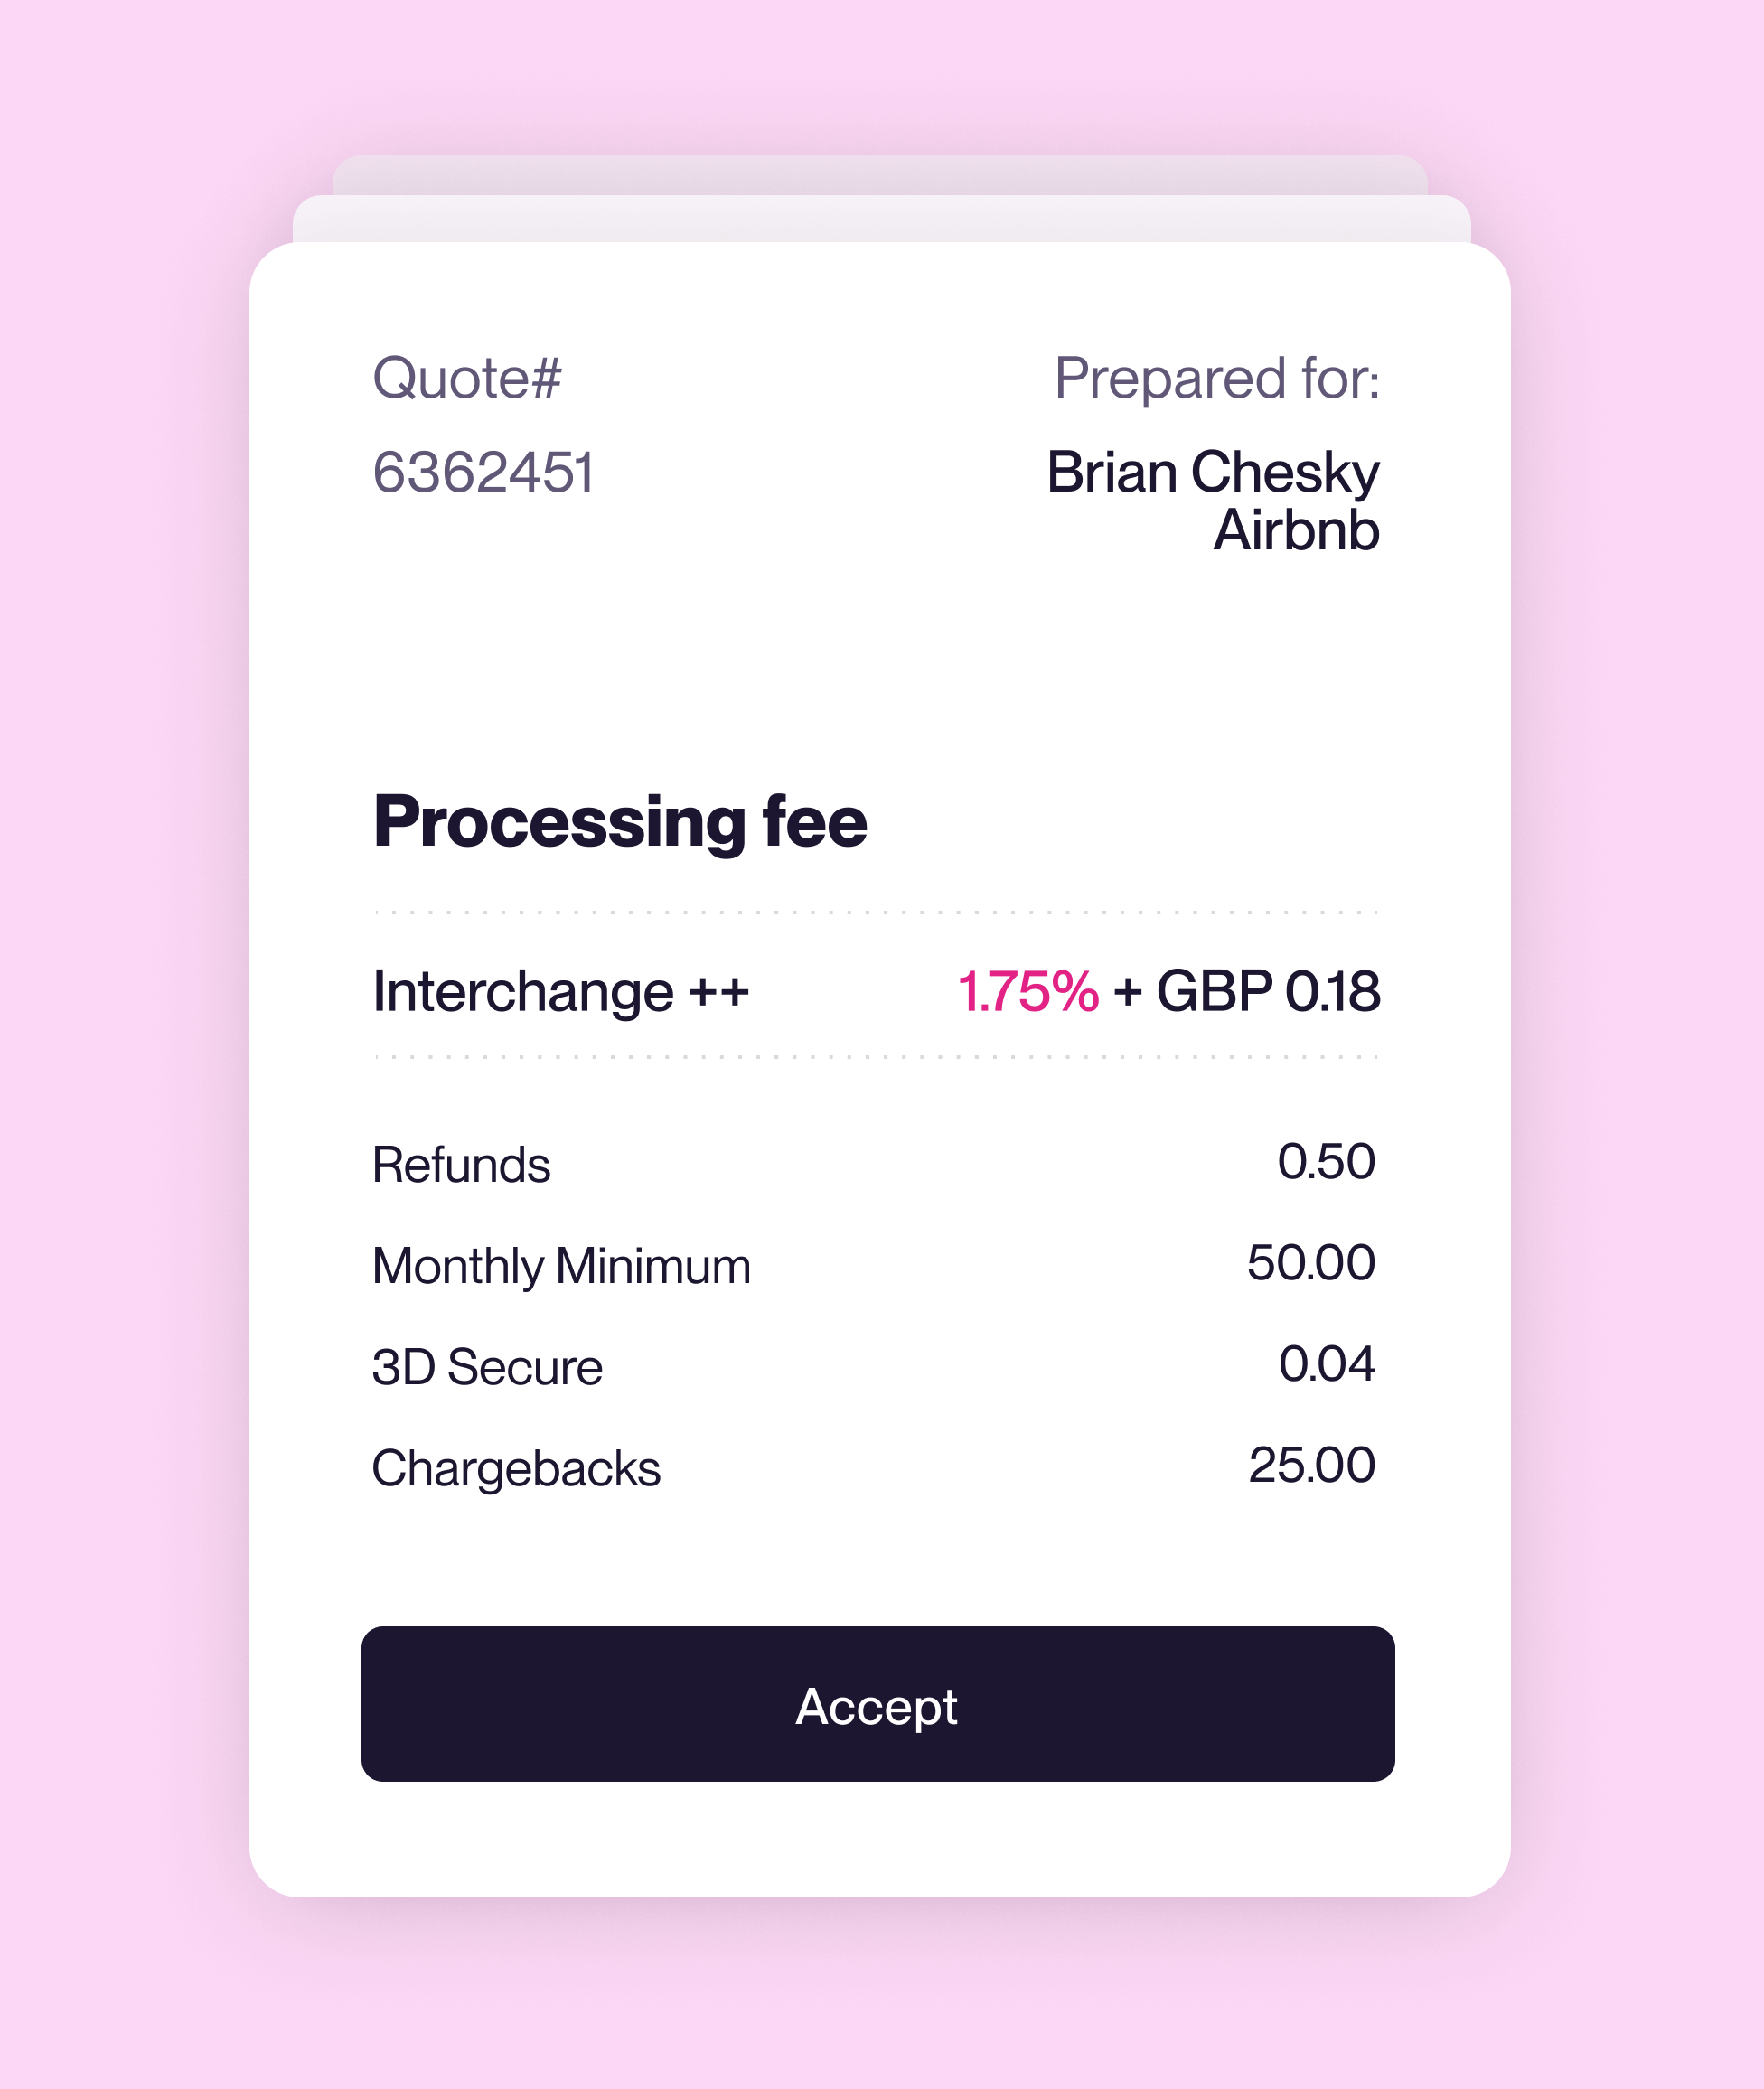 Quote#
6362451
Prepared for:
Brian Chesky
Airbnb
Processing fee
Interchange ++ 1.75% + GBP 0.18
Refunds 0.50
Monthly Minimum 50.00
3D Secure 0.04
Chargebacks 25.00
Accept